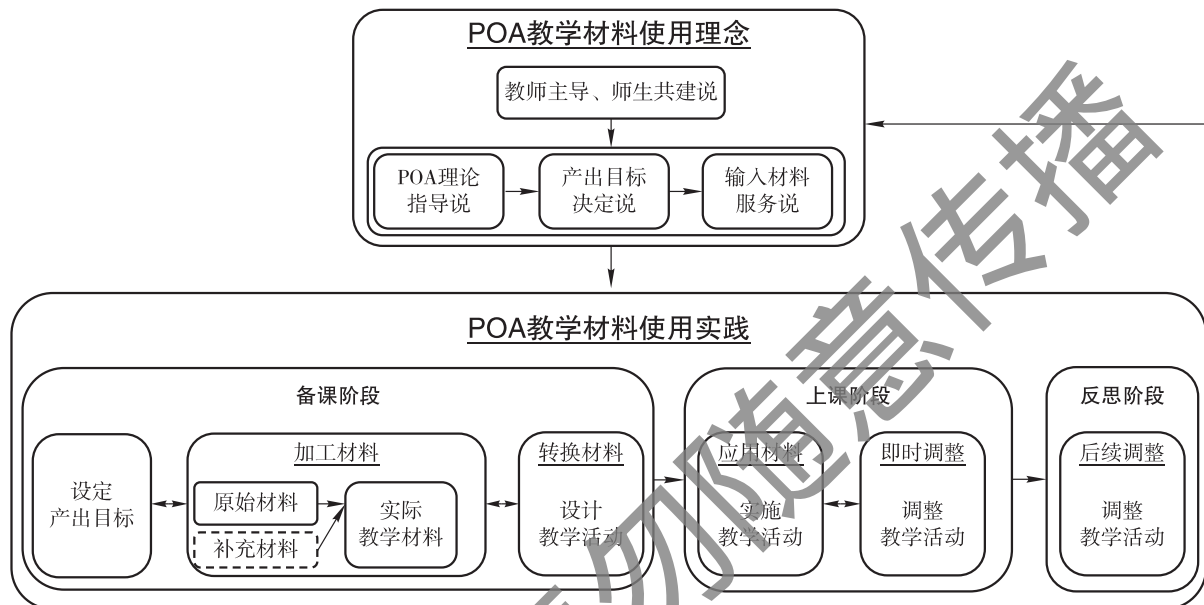 POA教学材料使用理念
教师主导、师生共建说
POA理论
指导说
产出目标
决定说
输入材料
服务说
POA教学材料使用实践
备课阶段
设定
产出目标
加工材料
原始材料
补充材料
实际
教学材料
转换材料
设计
教学活动
上课阶段
应用材料
实施
教学活动
即时调整
调整
教学活动
反思阶段
后续调整
调整
教学活动
勿随意传播